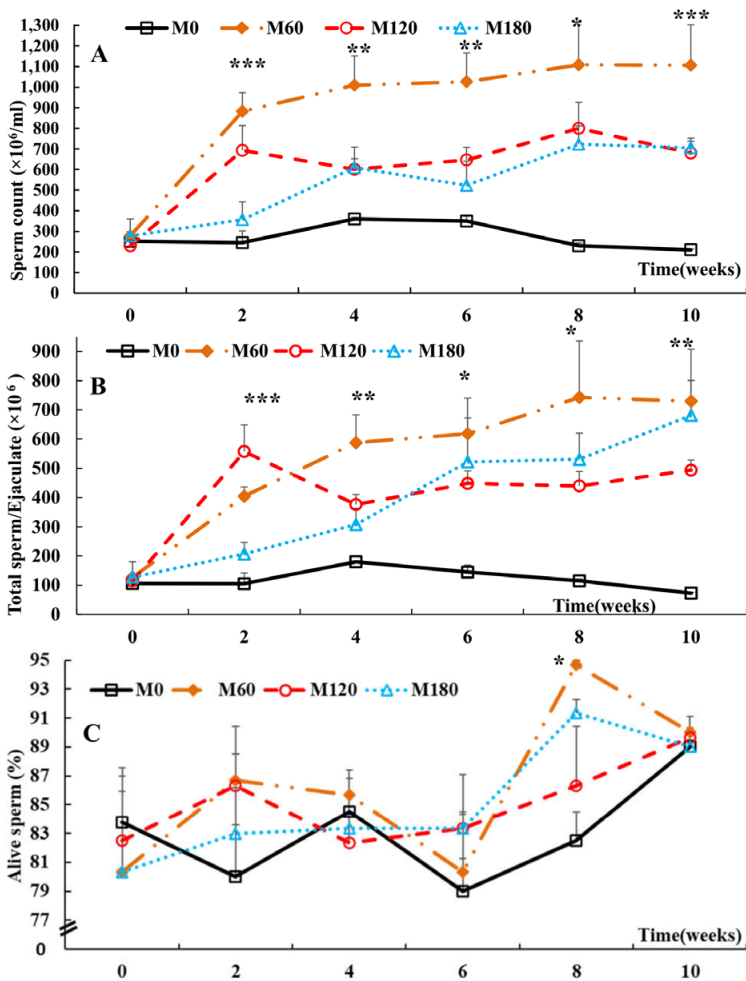 M0 M60 M120 M180
A
1,300
1,200
1,100
1,000
900
800
700
600
500
400
300
200
100
0
Sperm count (×10⁶/ml)
*** ** ** * ***
Time(weeks)
0 2 4 6 8 10
M0 M60 M120 M180
B
900
800
700
600
500
400
300
200
100
0
Total sperm/Ejaculate (×10⁶)
*** ** * * **
Time(weeks)
0 2 4 6 8 10
M0 M60 M120 M180
C
95
93
91
89
87
85
83
81
79
77
0
Alive sperm (%)
*
Time(weeks)
0 2 4 6 8 10